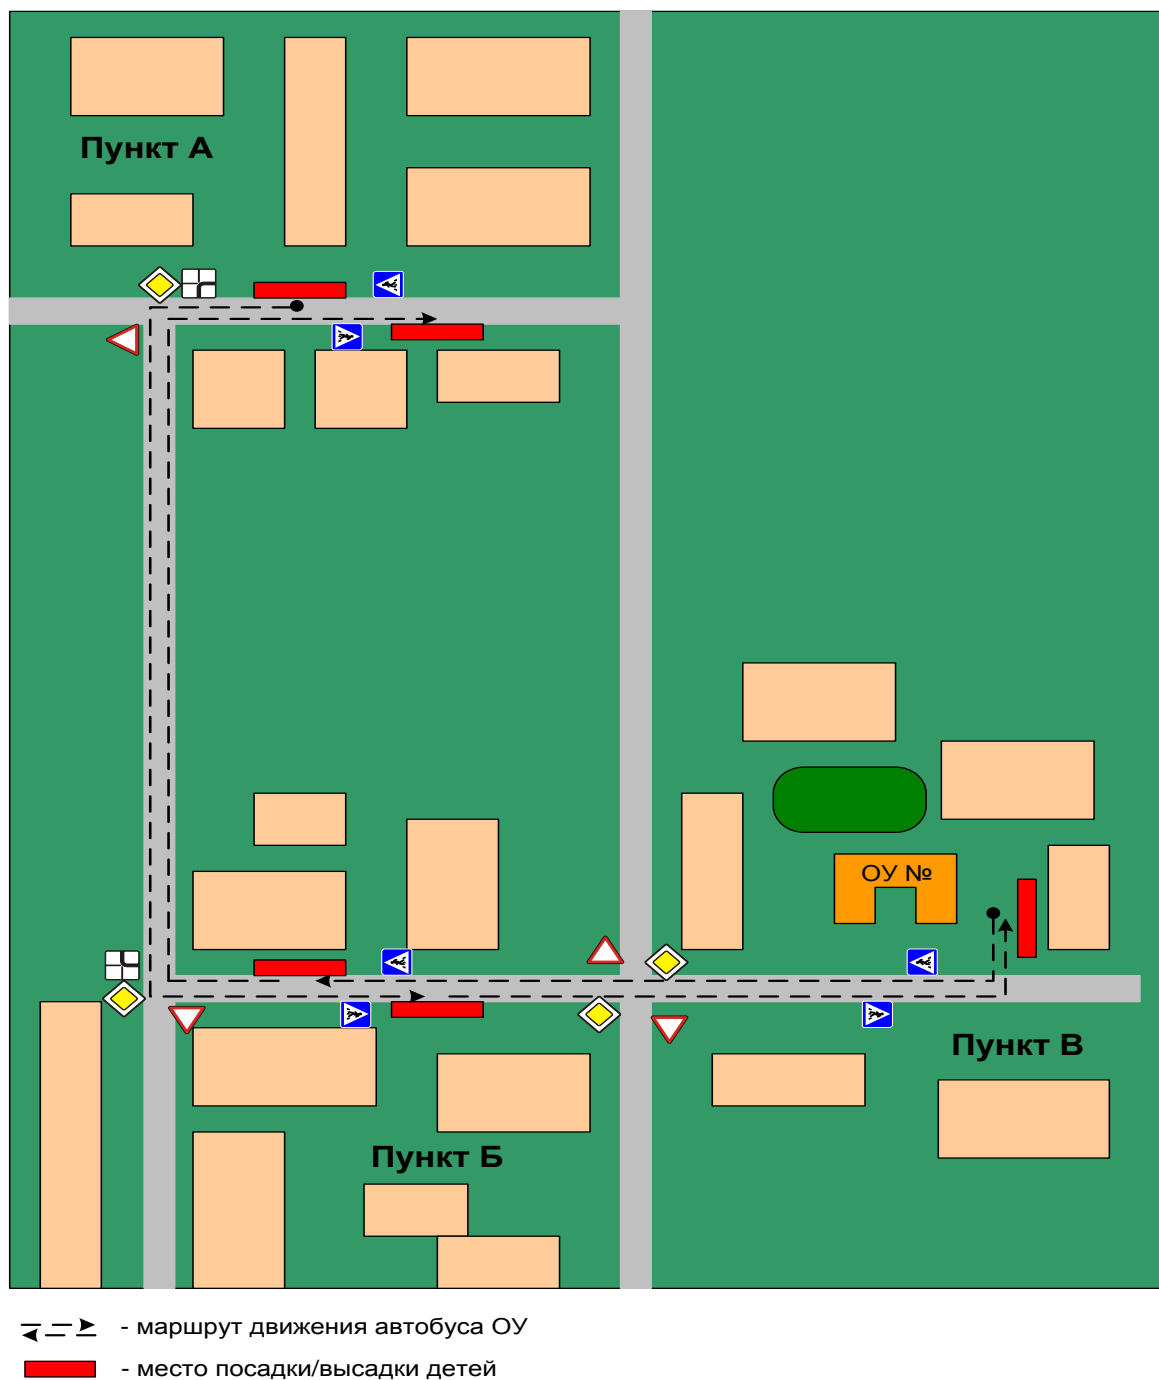 Пункт А
ОУ №
Пункт В
Пункт Б
- маршрут движения автобуса ОУ
- место посадки/высадки детей